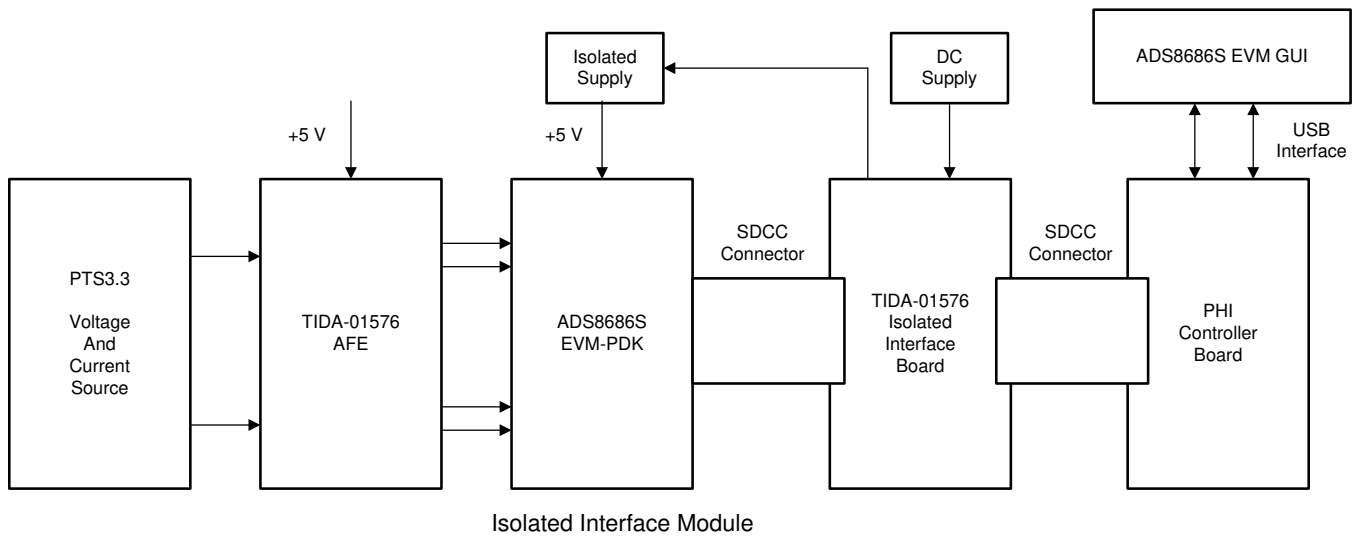 Isolated
Supply
DC
Supply
ADS8686S EVM GUI
+5 V
+5 V
USB
Interface
PTS3.3
Voltage
And
Current
Source
TIDA-01576
AFE
ADS8686S
EVM-PDK
SDCC
Connector
TIDA-01576
Isolated
Interface
Board
SDCC
Connector
PHI
Controller
Board
Isolated Interface Module